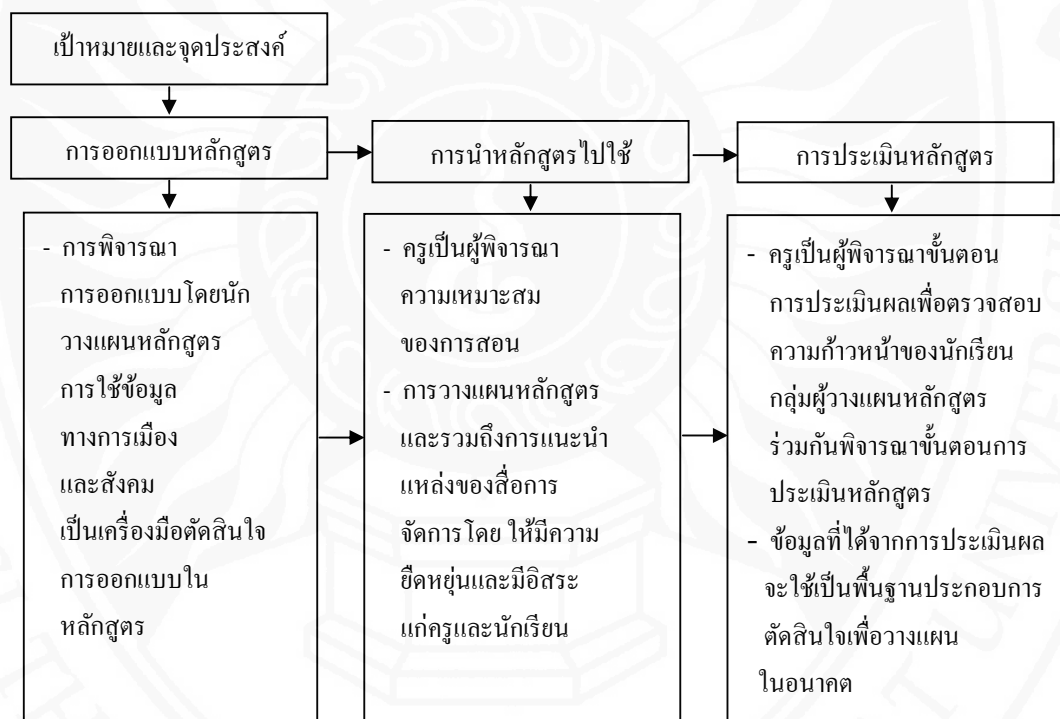 เป้าหมายและจุดประสงค์
การออกแบบหลักสูตร
การนำหลักสูตรไปใช้
การประเมินหลักสูตร
- การพิจารณา
การออกแบบโดยนัก
วางแผนหลักสูตร
การใช้ข้อมูล
ทางการเมือง
และสังคม
เป็นเครื่องมือตัดสินใจ
การออกแบบใน
หลักสูตร
- ครูเป็นผู้พิจารณา
ความเหมาะสม
ของการสอน
- การวางแผนหลักสูตร
และรวมถึงการแนะนำ
แหล่งของสื่อการ
จัดการโดย ให้มีความ
ยืดหยุ่นและมีอิสระ
แก่ครูและนักเรียน
- ครูเป็นผู้พิจารณาขั้นตอน
การประเมินผลเพื่อตรวจสอบ
ความก้าวหน้าของนักเรียน
กลุ่มผู้วางแผนหลักสูตร
ร่วมกันพิจารณาขั้นตอนการ
ประเมินหลักสูตร
- ข้อมูลที่ได้จากการประเมินผล
จะใช้เป็นพื้นฐานประกอบการ
ตัดสินใจเพื่อวางแผน
ในอนาคต